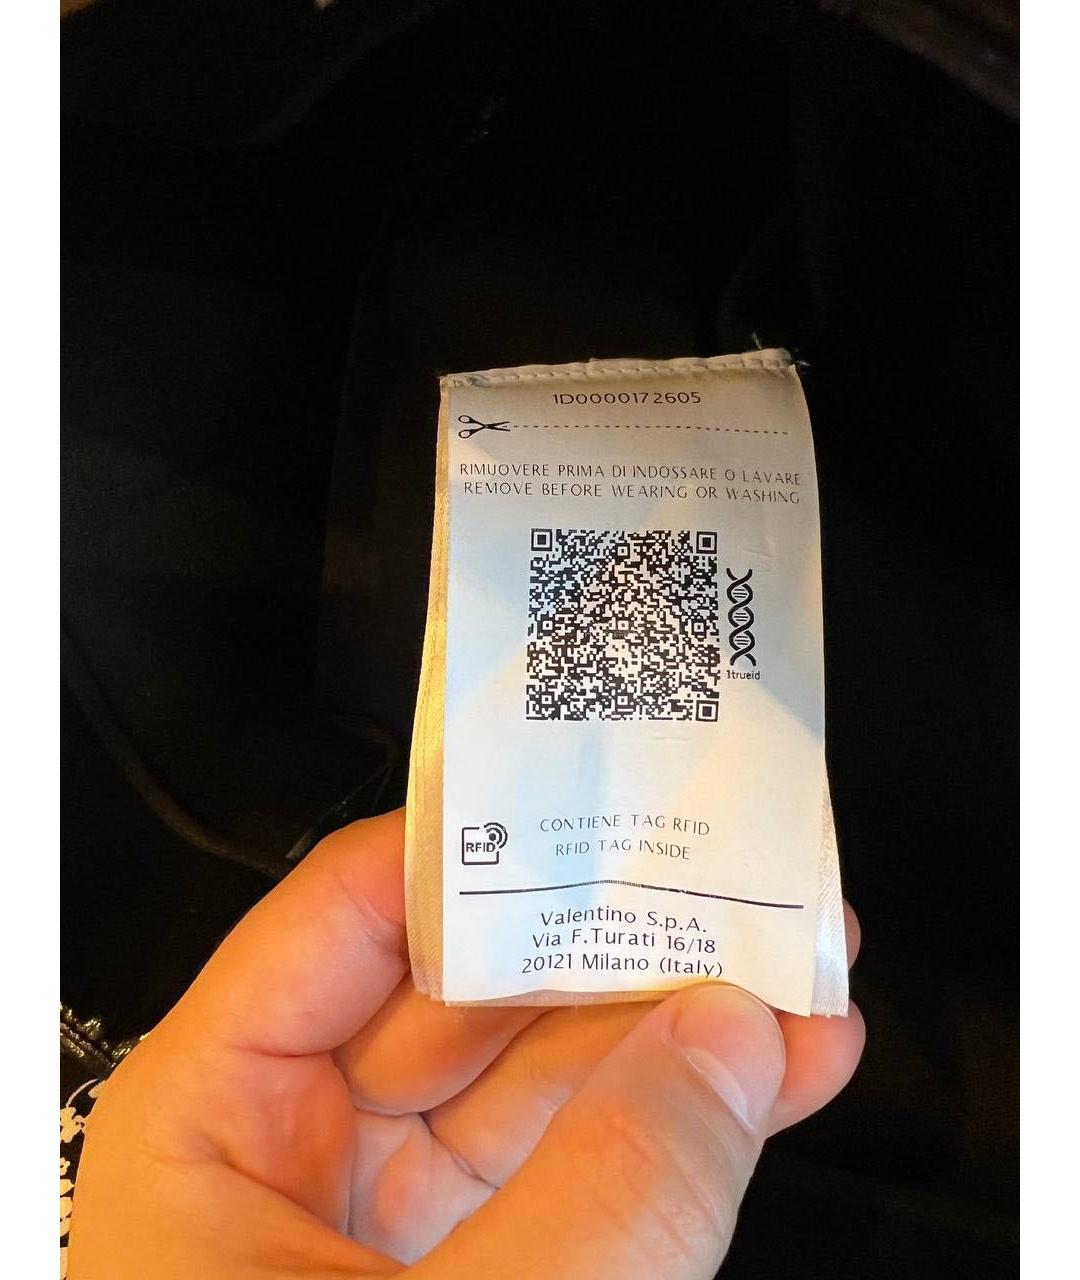 1D0000172605
RIMUOVERE PRIMA DI INDOSSARE O LAVARE
REMOVE BEFORE WEARING OR WASHING
1trueid
RFID
CONTIENE TAG RFID
RFID TAG INSIDE
Valentino S.p.A.
Via F.Turati 16/18
20121 Milano (Italy)